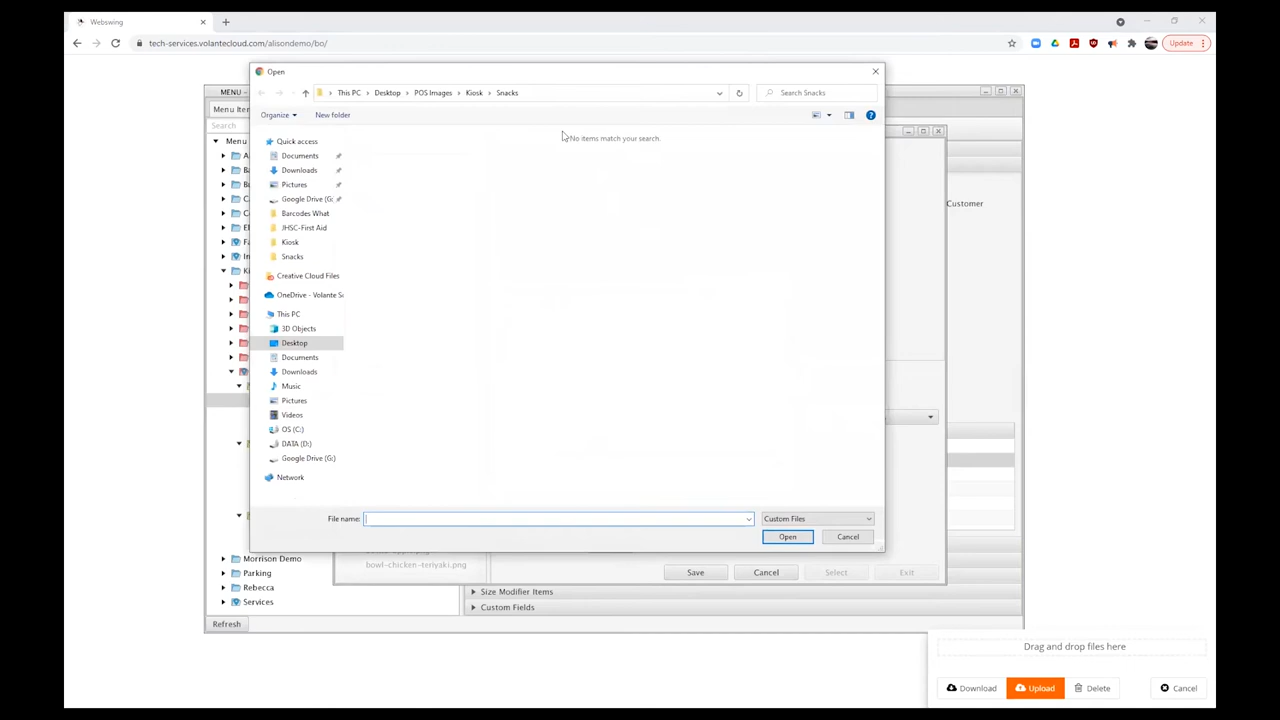 Webswing
tech-services.volantecloud.com/alisondemo/bo/
Update
Open
MENU
This PC > Desktop > POS Images > Kiosk > Snacks
Search Snacks
Menu Iter
Organize
New folder
Search
No items match your search.
Menu
Quick access
Documents
Downloads
Pictures
Google Drive (G:
Customer
Barcodes What
JHSC-First Aid
Kiosk
Snacks
Creative Cloud Files
OneDrive - Volante S
This PC
3D Objects
Desktop
Documents
Downloads
Music
Pictures
Videos
OS (C:)
DATA (D:)
Google Drive (G:)
Network
File name:
Custom Files
Open
Cancel
Morrison Demo
bowl-chicken-teriyaki.png
Parking
Save
Cancel
Select
Exit
Rebecca
Size Modifier Items
Services
Custom Fields
Refresh
Drag and drop files here
Download
Upload
Delete
Cancel